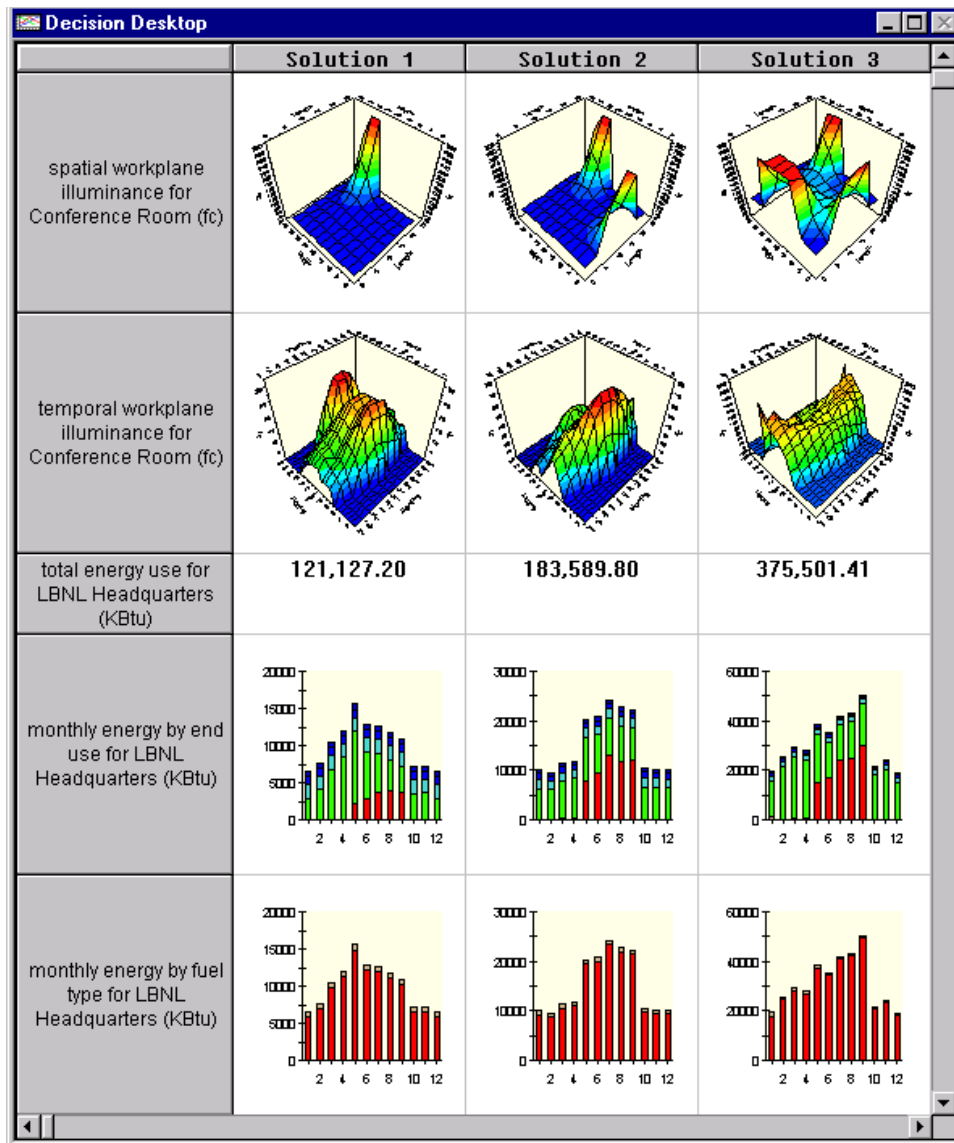 Decision Desktop
Solution 1 Solution 2 Solution 3
spatial workplane
illuminance for
Conference Room (fc)
temporal workplane
illuminance for
Conference Room (fc)
total energy use for
LBNL Headquarters
(KBtu)
121,127.20 183,589.80 375,501.41
monthly energy by end
use for LBNL
Headquarters (KBtu)
20000
15000
10000
5000
0
2 4 6 8 10 12
30000
20000
10000
0
2 4 6 8 10 12
60000
40000
20000
0
2 4 6 8 10 12
monthly energy by fuel
type for LBNL
Headquarters (KBtu)
20000
15000
10000
5000
0
2 4 6 8 10 12
30000
20000
10000
0
2 4 6 8 10 12
60000
40000
20000
0
2 4 6 8 10 12